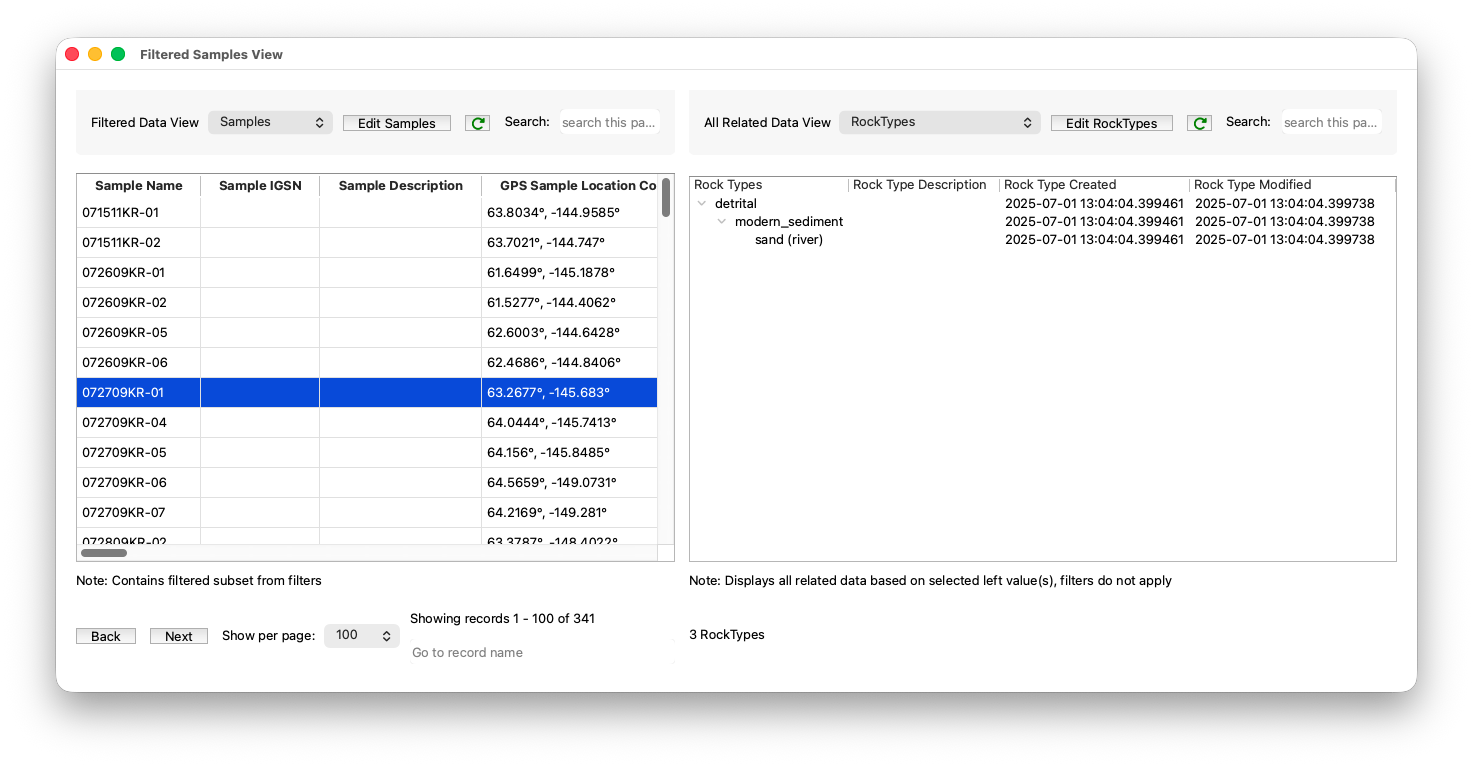 Filtered Samples View
Filtered Data View Samples Edit Samples Search: search this pa...
All Related Data View RockTypes Edit RockTypes Search: search this pa...
Sample Name Sample IGSN Sample Description GPS Sample Location Co
071511KR-01 63.8034°, -144.9585°
071511KR-02 63.7021°, -144.747°
072609KR-01 61.6499°, -145.1878°
072609KR-02 61.5277°, -144.4062°
072609KR-05 62.6003°, -144.6428°
072609KR-06 62.4686°, -144.8406°
072709KR-01 63.2677°, -145.683°
072709KR-04 64.0444°, -145.7413°
072709KR-05 64.156°, -145.8485°
072709KR-06 64.5659°, -149.0731°
072709KR-07 64.2169°, -149.281°
072809KR-02 63.3787°, -148.4022°
Note: Contains filtered subset from filters
Back Next Show per page: 100
Showing records 1 - 100 of 341
Go to record name
Rock Types Rock Type Description Rock Type Created Rock Type Modified
detrital 2025-07-01 13:04:04.399461 2025-07-01 13:04:04.399738
modern_sediment 2025-07-01 13:04:04.399461 2025-07-01 13:04:04.399738
sand (river) 2025-07-01 13:04:04.399461 2025-07-01 13:04:04.399738
Note: Displays all related data based on selected left value(s), filters do not apply
3 RockTypes